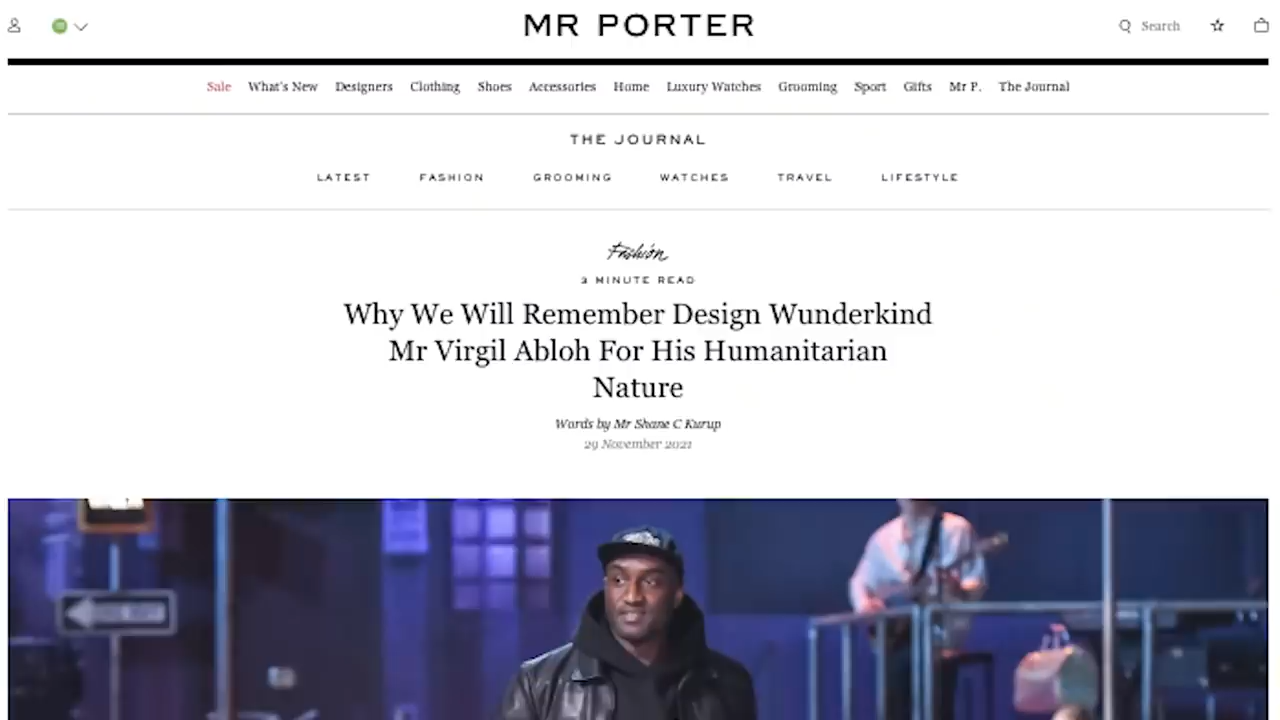 MR PORTER
Search
Sale What's New Designers Clothing Shoes Accessories Home Luxury Watches Grooming Sport Gifts Mr P. The Journal
THE JOURNAL
LATEST FASHION GROOMING WATCHES TRAVEL LIFESTYLE
Fashion
3 MINUTE READ
Why We Will Remember Design Wunderkind
Mr Virgil Abloh For His Humanitarian
Nature
Words by Mr Shane C Kurup
29 November 2021